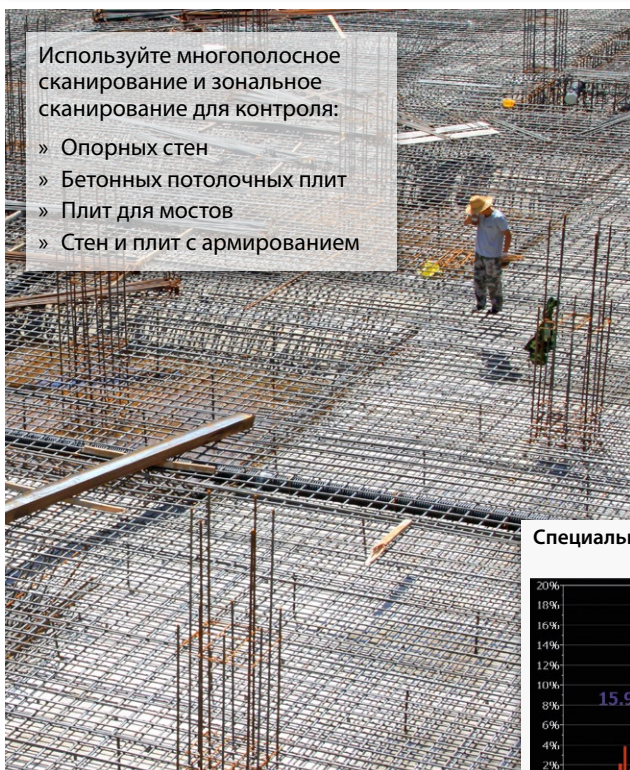 Используйте многополосное
сканирование и зональное
сканирование для контроля:
» Опорных стен
» Бетонных потолочных плит
» Плит для мостов
» Стен и плит с армированием
20%
18%
16%
14%
12%
10%
8%
6%
4%
2%